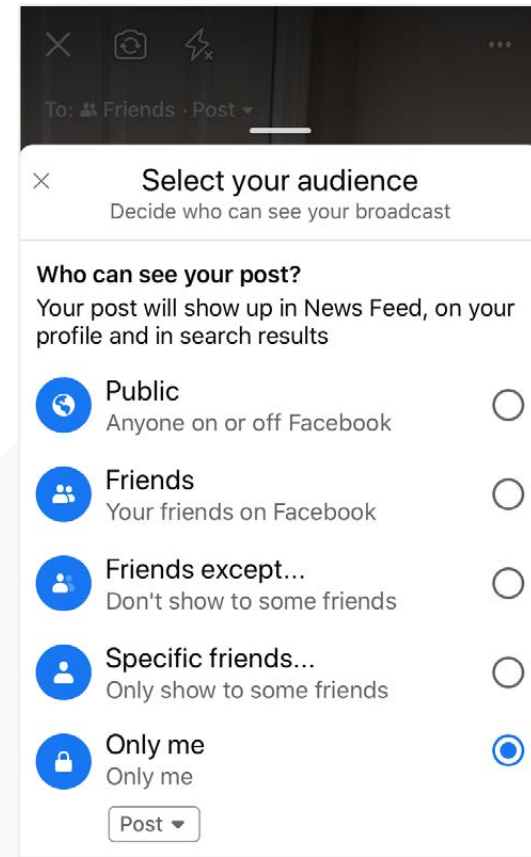 To: Friends · Post
Select your audience
Decide who can see your broadcast
Who can see your post?
Your post will show up in News Feed, on your
profile and in search results
Public
Anyone on or off Facebook
Friends
Your friends on Facebook
Friends except...
Don't show to some friends
Specific friends...
Only show to some friends
Only me
Only me
Post